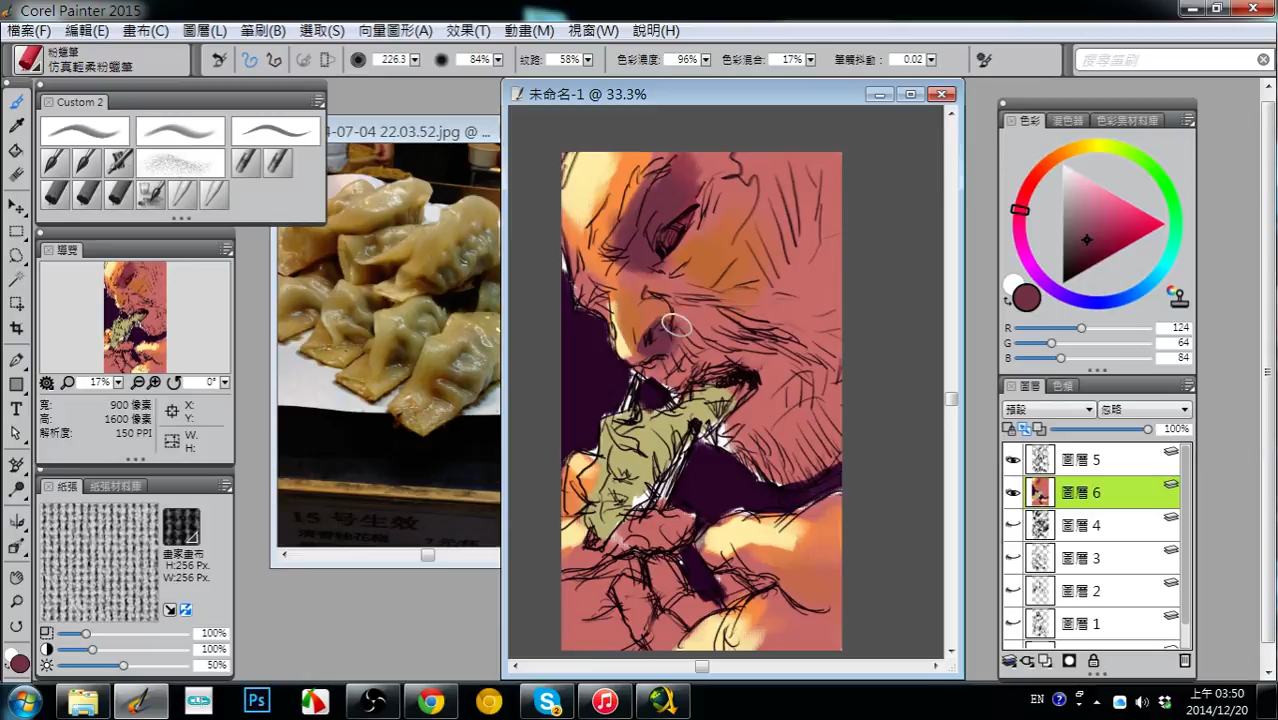 Corel Painter 2015
檔案(F) 編輯(E) 畫布(C) 圖層(L) 筆刷(B) 選取(S) 向量圖形(A) 效果(T) 動畫(M) 視窗(W) 說明(H)
粉蠟筆
仿真輕柔粉蠟筆
226.3 84% 紋路: 58% 色彩濃度: 96% 色彩混合: 17% 筆觸抖動: 0.02 搜尋筆刷
Custom 2
4-07-04 22.03.52.jpg @ ...
未命名-1 @ 33.3%
導覽
17% 0°
寬: 900 像素
高: 1600 像素
解析度: 150 PPI
X:
Y:
W:
H:
紙張 紙張材料庫
畫家畫布
H:256 Px.
W:256 Px.
100%
100%
50%
15 号生效
色彩 混色器 色彩素材料庫
R 124
G 64
B 84
圖層 色頻
預設 忽略
100%
圖層 5
圖層 6
圖層 4
圖層 3
圖層 2
圖層 1
Ps
EN
上午 03:50
2014/12/20